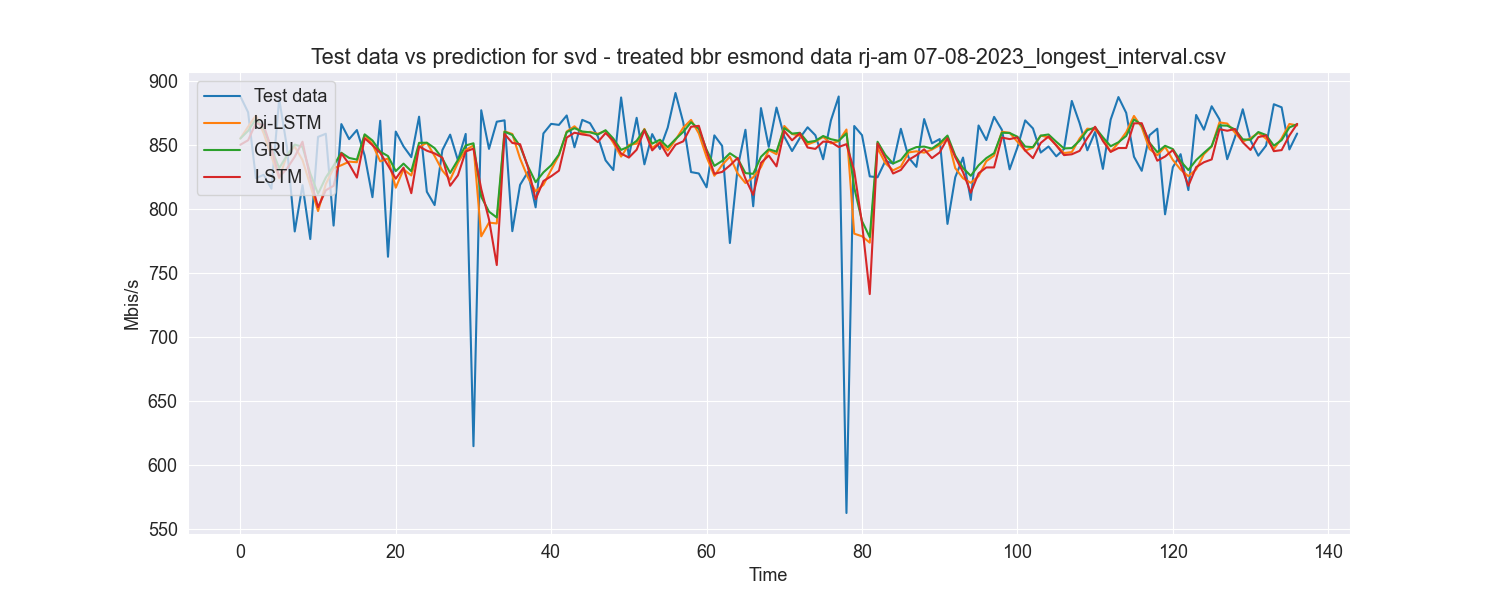 Test data vs prediction for svd - treated bbr esmond data rj-am 07-08-2023_longest_interval.csv
900
850
800
750
700
650
600
550
Mbis/s
Test data
bi-LSTM
GRU
LSTM
0 20 40 60 80 100 120 140
Time